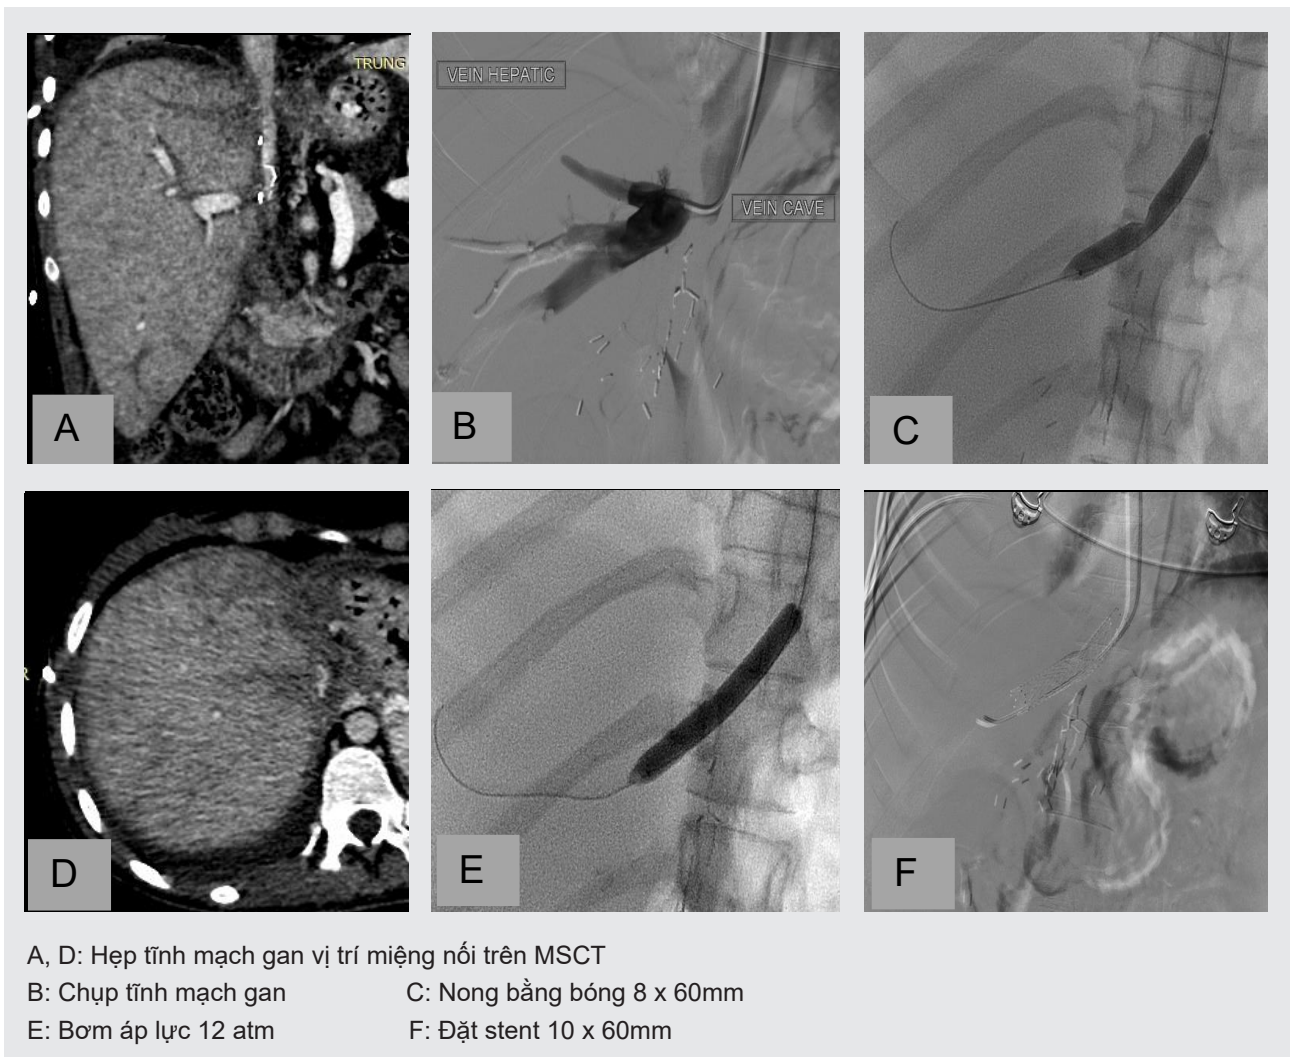 TRUNG
VEIN HEPATIC
VEIN CAVE
A
B
C
R
D
E
F
A, D: Hẹp tĩnh mạch gan vị trí miệng nối trên MSCT
B: Chụp tĩnh mạch gan C: Nong bằng bóng 8 x 60mm
E: Bơm áp lực 12 atm F: Đặt stent 10 x 60mm